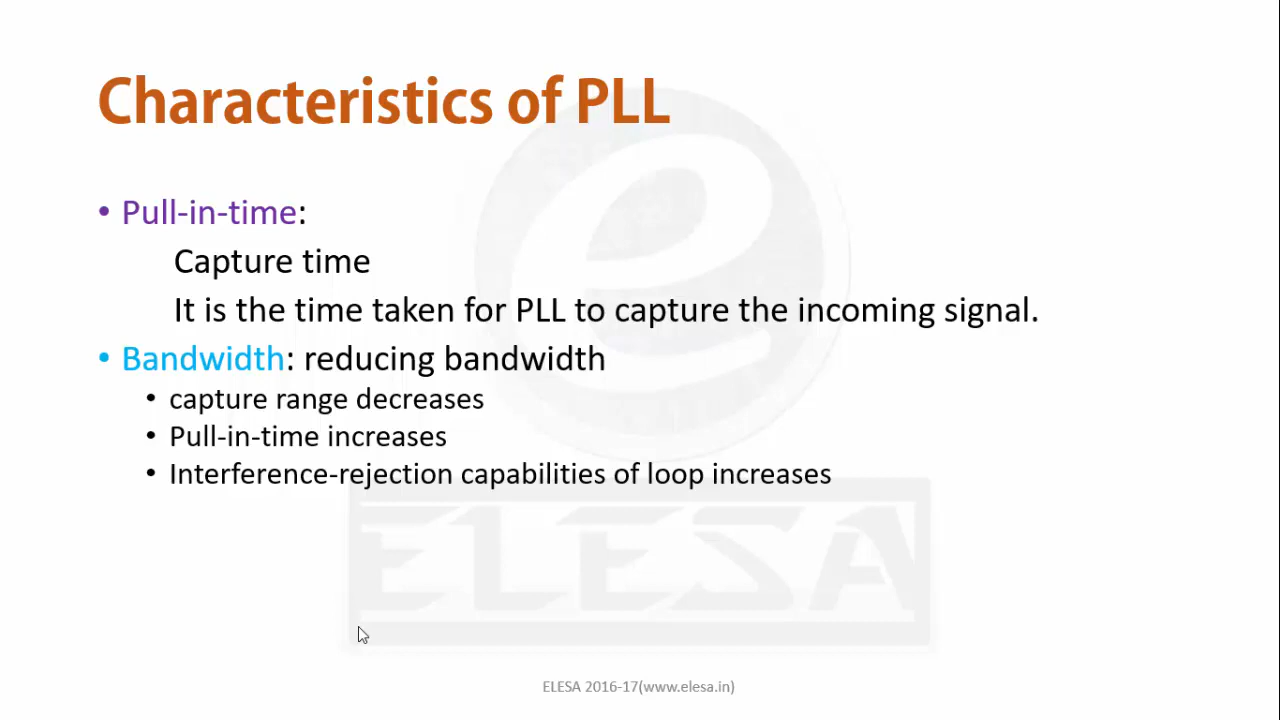 Characteristics of PLL
• Pull-in-time:
Capture time
It is the time taken for PLL to capture the incoming signal.
• Bandwidth: reducing bandwidth
• capture range decreases
• Pull-in-time increases
• Interference-rejection capabilities of loop increases
e
ELESA
ELESA 2016-17(www.elesa.in)